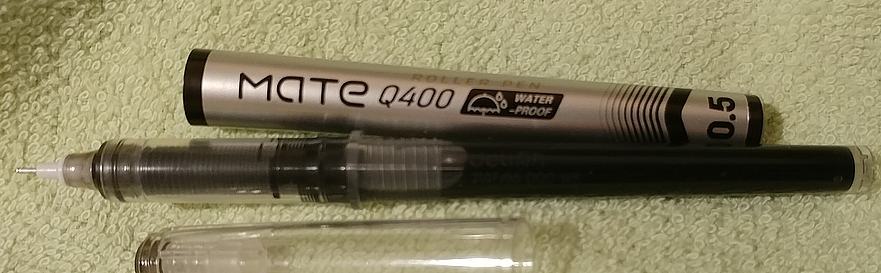 ROLLER PEN
MATE Q400 WATER
-PROOF
0.5